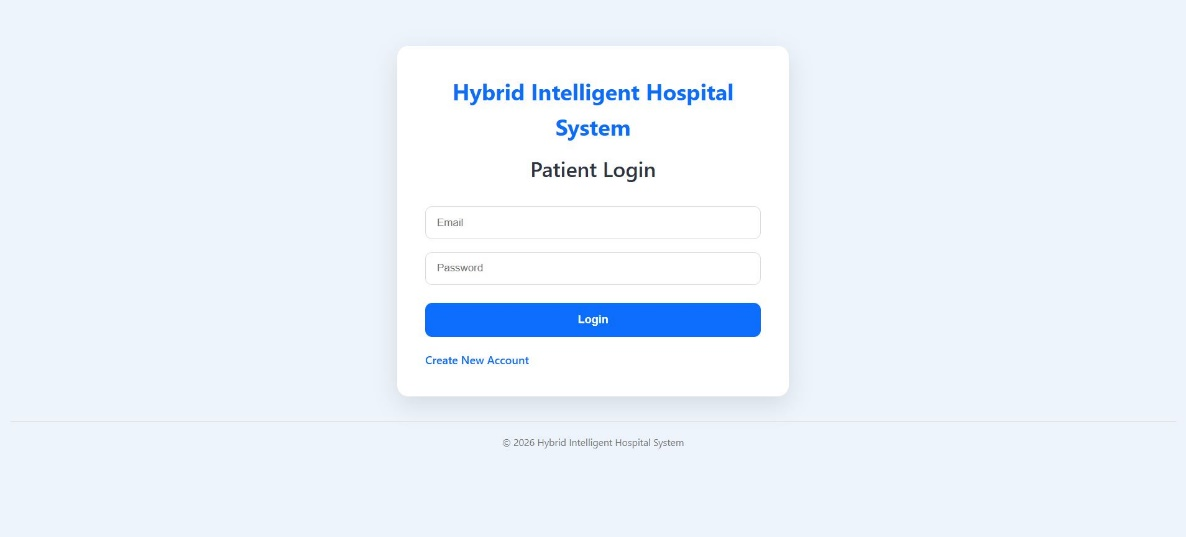 Hybrid Intelligent Hospital
System
Patient Login
Email
Password
Login
Create New Account
© 2026 Hybrid Intelligent Hospital System